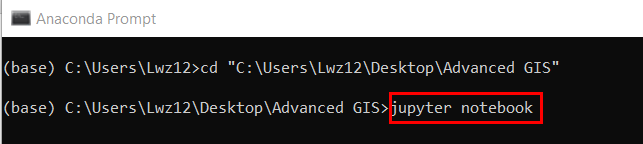 Anaconda Prompt
(base) C:\Users\Lwz12>cd "C:\Users\Lwz12\Desktop\Advanced GIS"
(base) C:\Users\Lwz12\Desktop\Advanced GIS>jupyter notebook